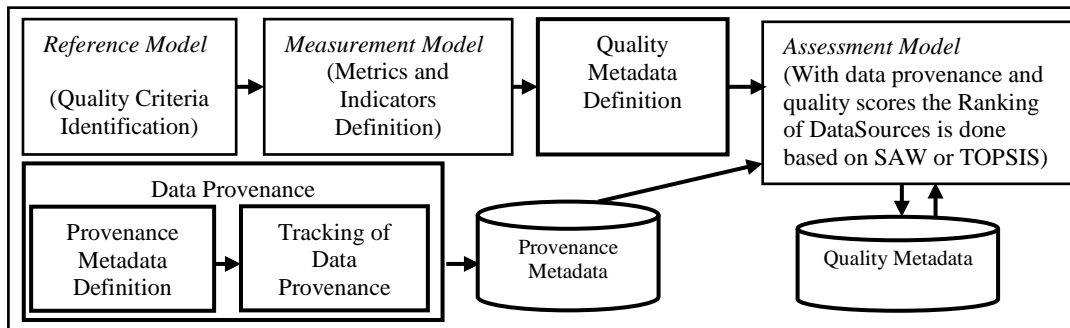 Reference Model
(Quality Criteria
Identification)
Measurement Model
(Metrics and
Indicators
Definition)
Quality
Metadata
Definition
Assessment Model
(With data provenance and
quality scores the Ranking
of DataSources is done
based on SAW or TOPSIS)
Data Provenance
Provenance
Metadata
Definition
Tracking of
Data
Provenance
Provenance
Metadata
Quality Metadata